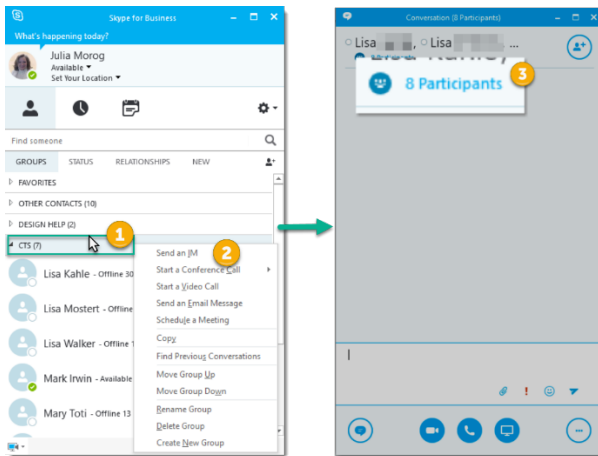 Skype for Business
What's happening today?
Julia Morog
Available
Set Your Location
Find someone
GROUPS STATUS RELATIONSHIPS NEW
FAVORITES
OTHER CONTACTS (10)
DESIGN HELP (2)
1
CTS (7)
Lisa Kahle - Offline 30
Lisa Mostert - Offline
Lisa Walker - Offline 1
Mark Irwin - Available
Mary Toti - Offline 13
Send an IM
2
Start a Conference Call
Start a Video Call
Send an Email Message
Schedule a Meeting
Copy
Find Previous Conversations
Move Group Up
Move Group Down
Rename Group
Delete Group
Create New Group
Conversation (8 Participants)
Lisa , Lisa ...
8 Participants
3